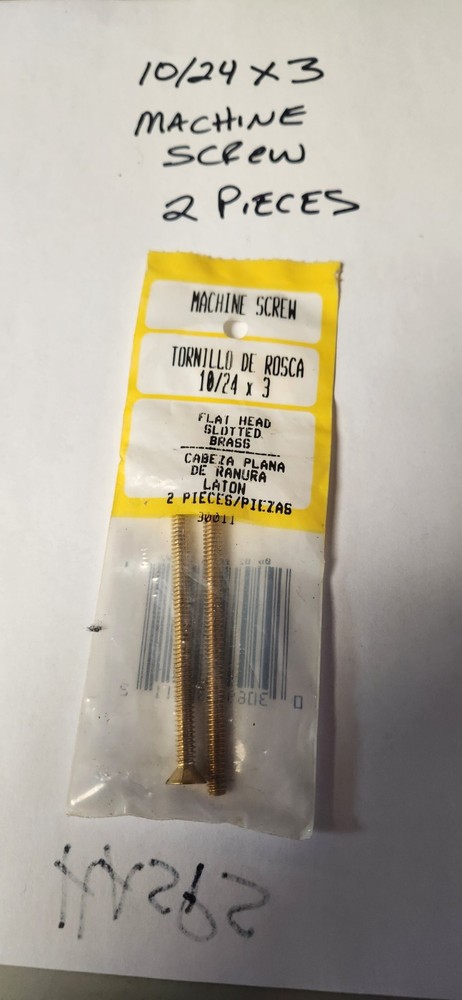 10/24 x 3
MACHINE
SCREW
2 PIECES
MACHINE SCREW
TORNILLO DE ROSCA
10/24 x 3
FLAT HEAD
SLOTTED
BRASS
CABEZA PLANA
DE RANURA
LATON
2 PIECES/PIEZAS
30011